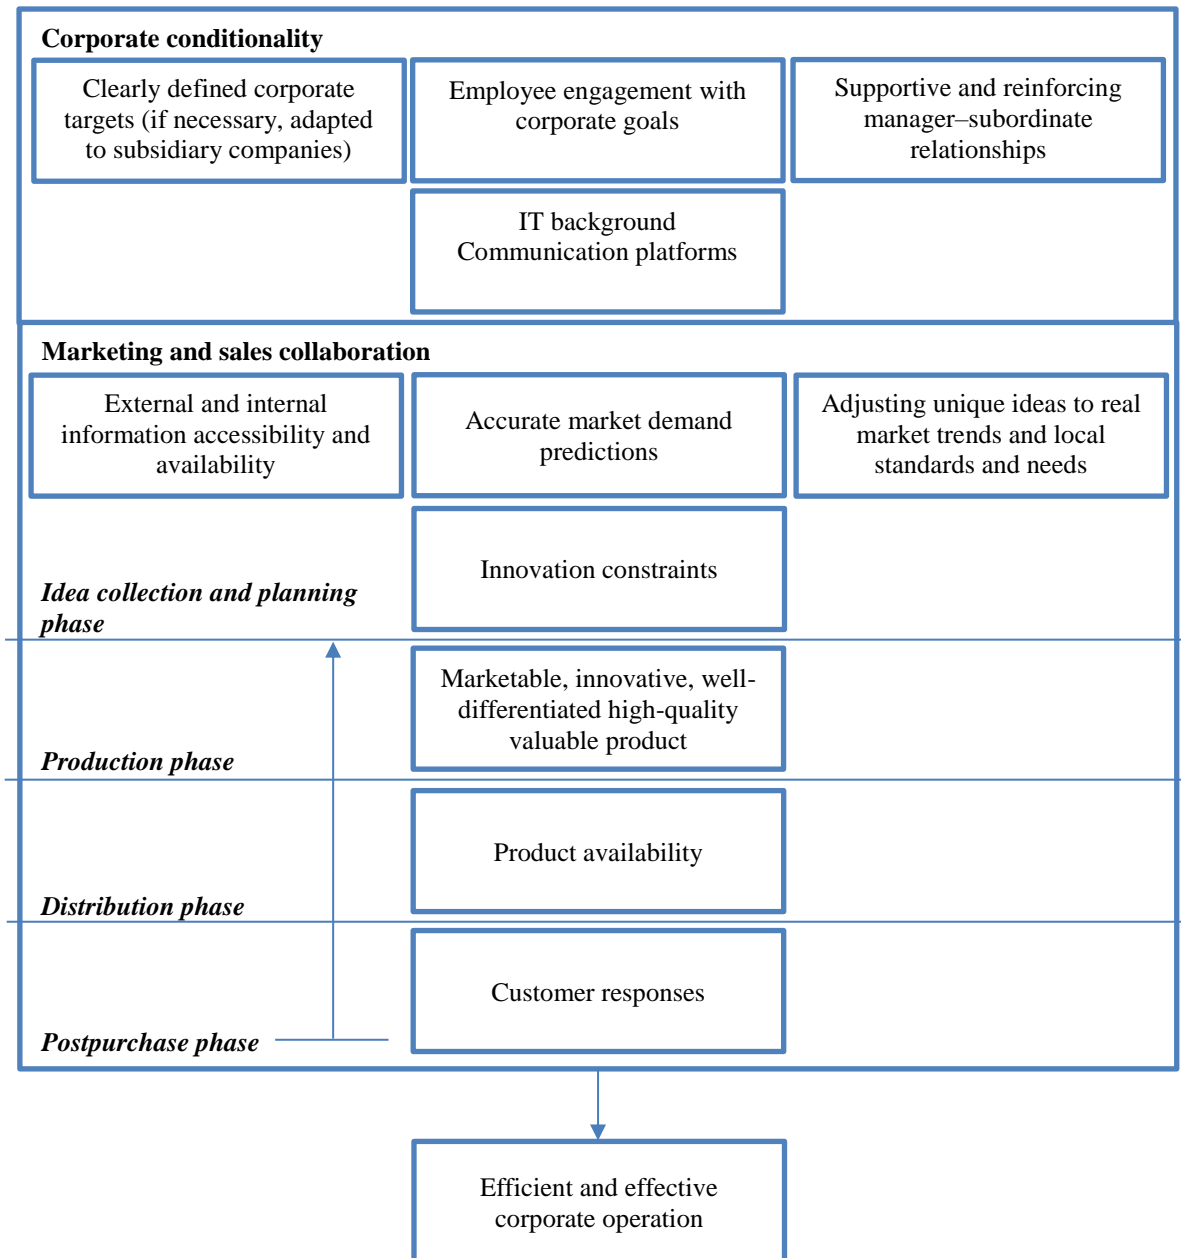 Corporate conditionality
Clearly defined corporate
targets (if necessary, adapted
to subsidiary companies)
Employee engagement with
corporate goals
Supportive and reinforcing
manager–subordinate
relationships
IT background
Communication platforms
Marketing and sales collaboration
External and internal
information accessibility and
availability
Accurate market demand
predictions
Adjusting unique ideas to real
market trends and local
standards and needs
Innovation constraints
Idea collection and planning
phase
Marketable, innovative, well-
differentiated high-quality
valuable product
Production phase
Product availability
Distribution phase
Customer responses
Postpurchase phase
Efficient and effective
corporate operation